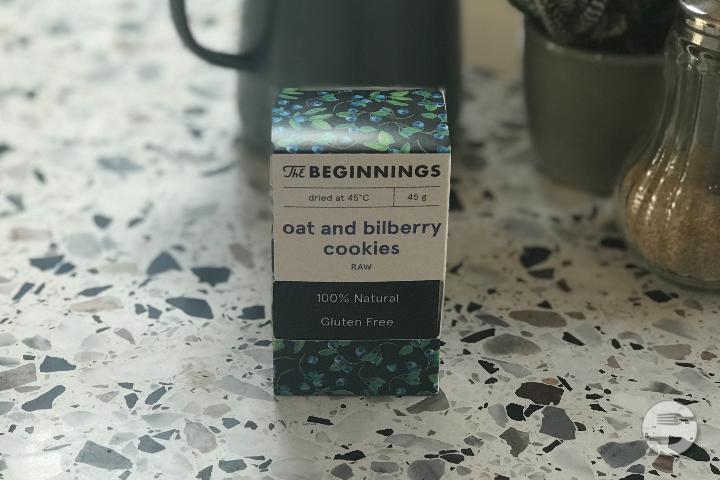 The BEGINNINGS
dried at 45°C 45 g
oat and bilberry
cookies
RAW
100% Natural
Gluten Free